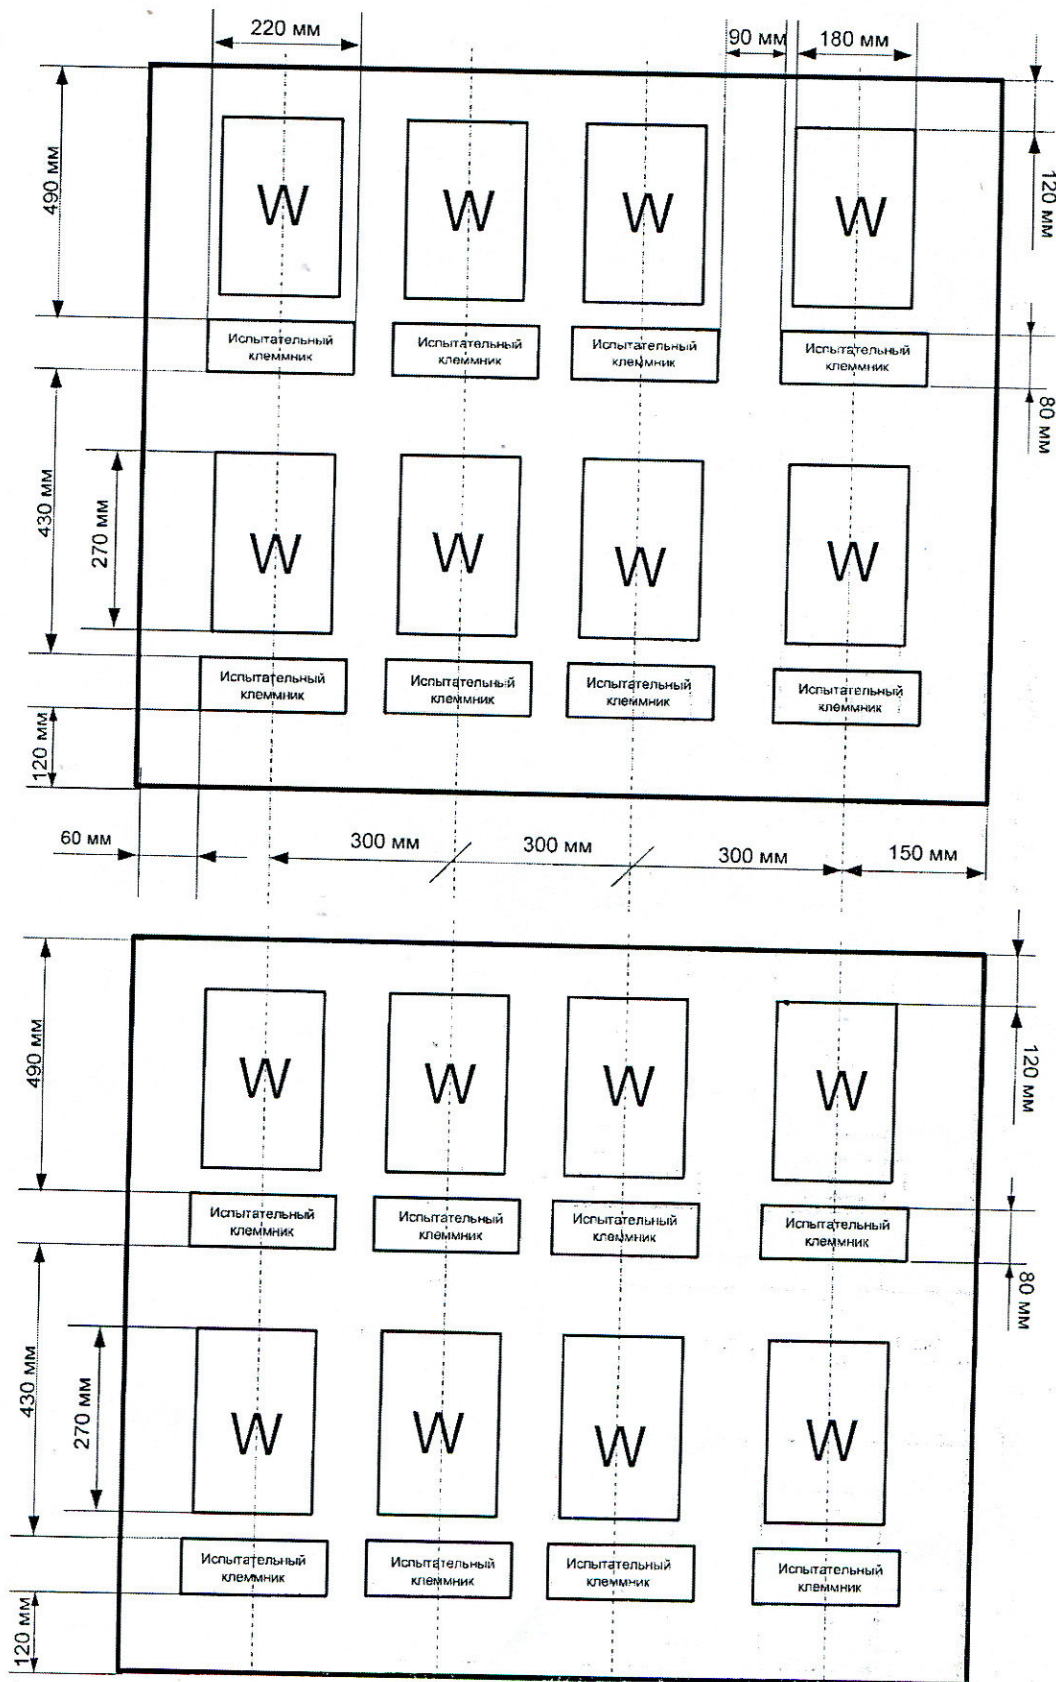 220 мм
90 мм
180 мм
490 мм
120 мм
W W W W
Испытательный клеммник
Испытательный клеммник
Испытательный клеммник
Испытательный клеммник
80 мм
430 мм
270 мм
W W W W
Испытательный клеммник
Испытательный клеммник
Испытательный клеммник
Испытательный клеммник
120 мм
60 мм
300 мм
300 мм
300 мм
150 мм
490 мм
120 мм
W W W W
Испытательный клеммник
Испытательный клеммник
Испытательный клеммник
Испытательный клеммник
80 мм
430 мм
270 мм
W W W W
Испытательный клеммник
Испытательный клеммник
Испытательный клеммник
Испытательный клеммник
120 мм